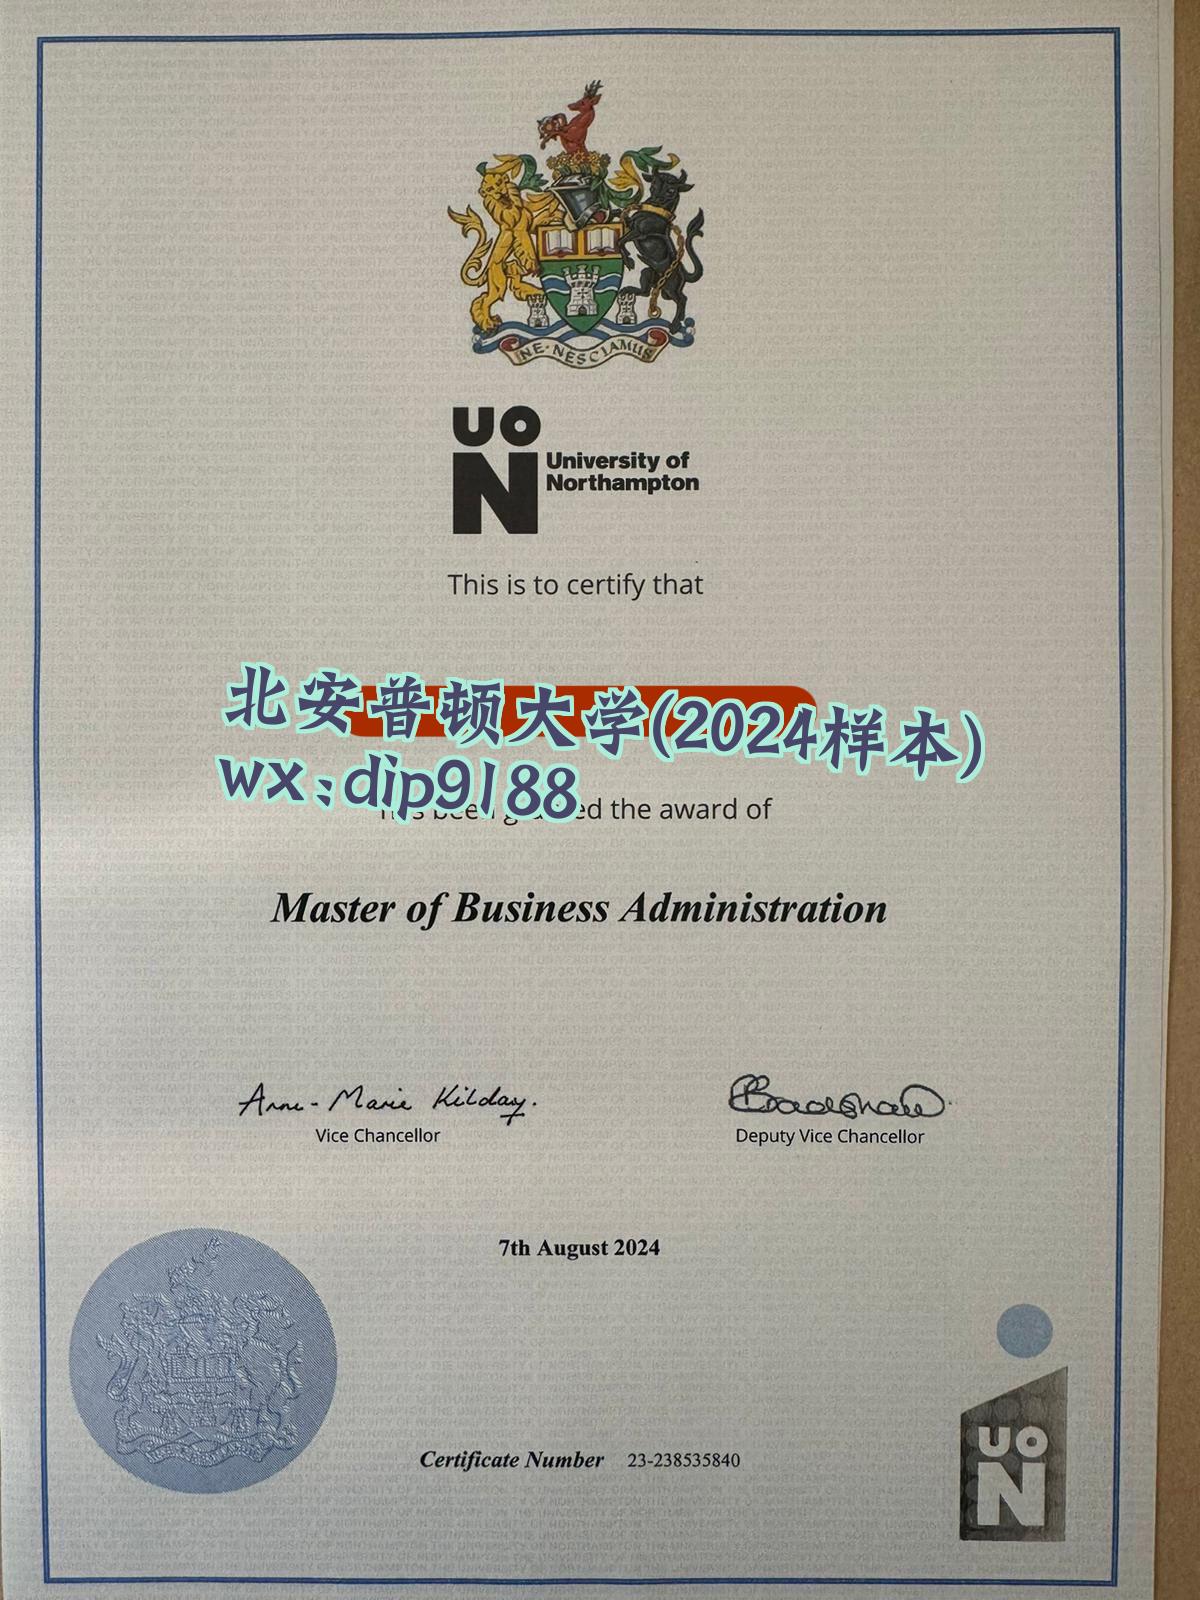 NE·NESCIAMUS
UO
N
University of
Northampton
This is to certify that
北安普顿大学(2024样本)
wx:dip9188
the award of
Master of Business Administration
Anne-Marie Kilday.
Vice Chancellor
Deputy Vice Chancellor
7th August 2024
Certificate Number 23-238535840
UO
N